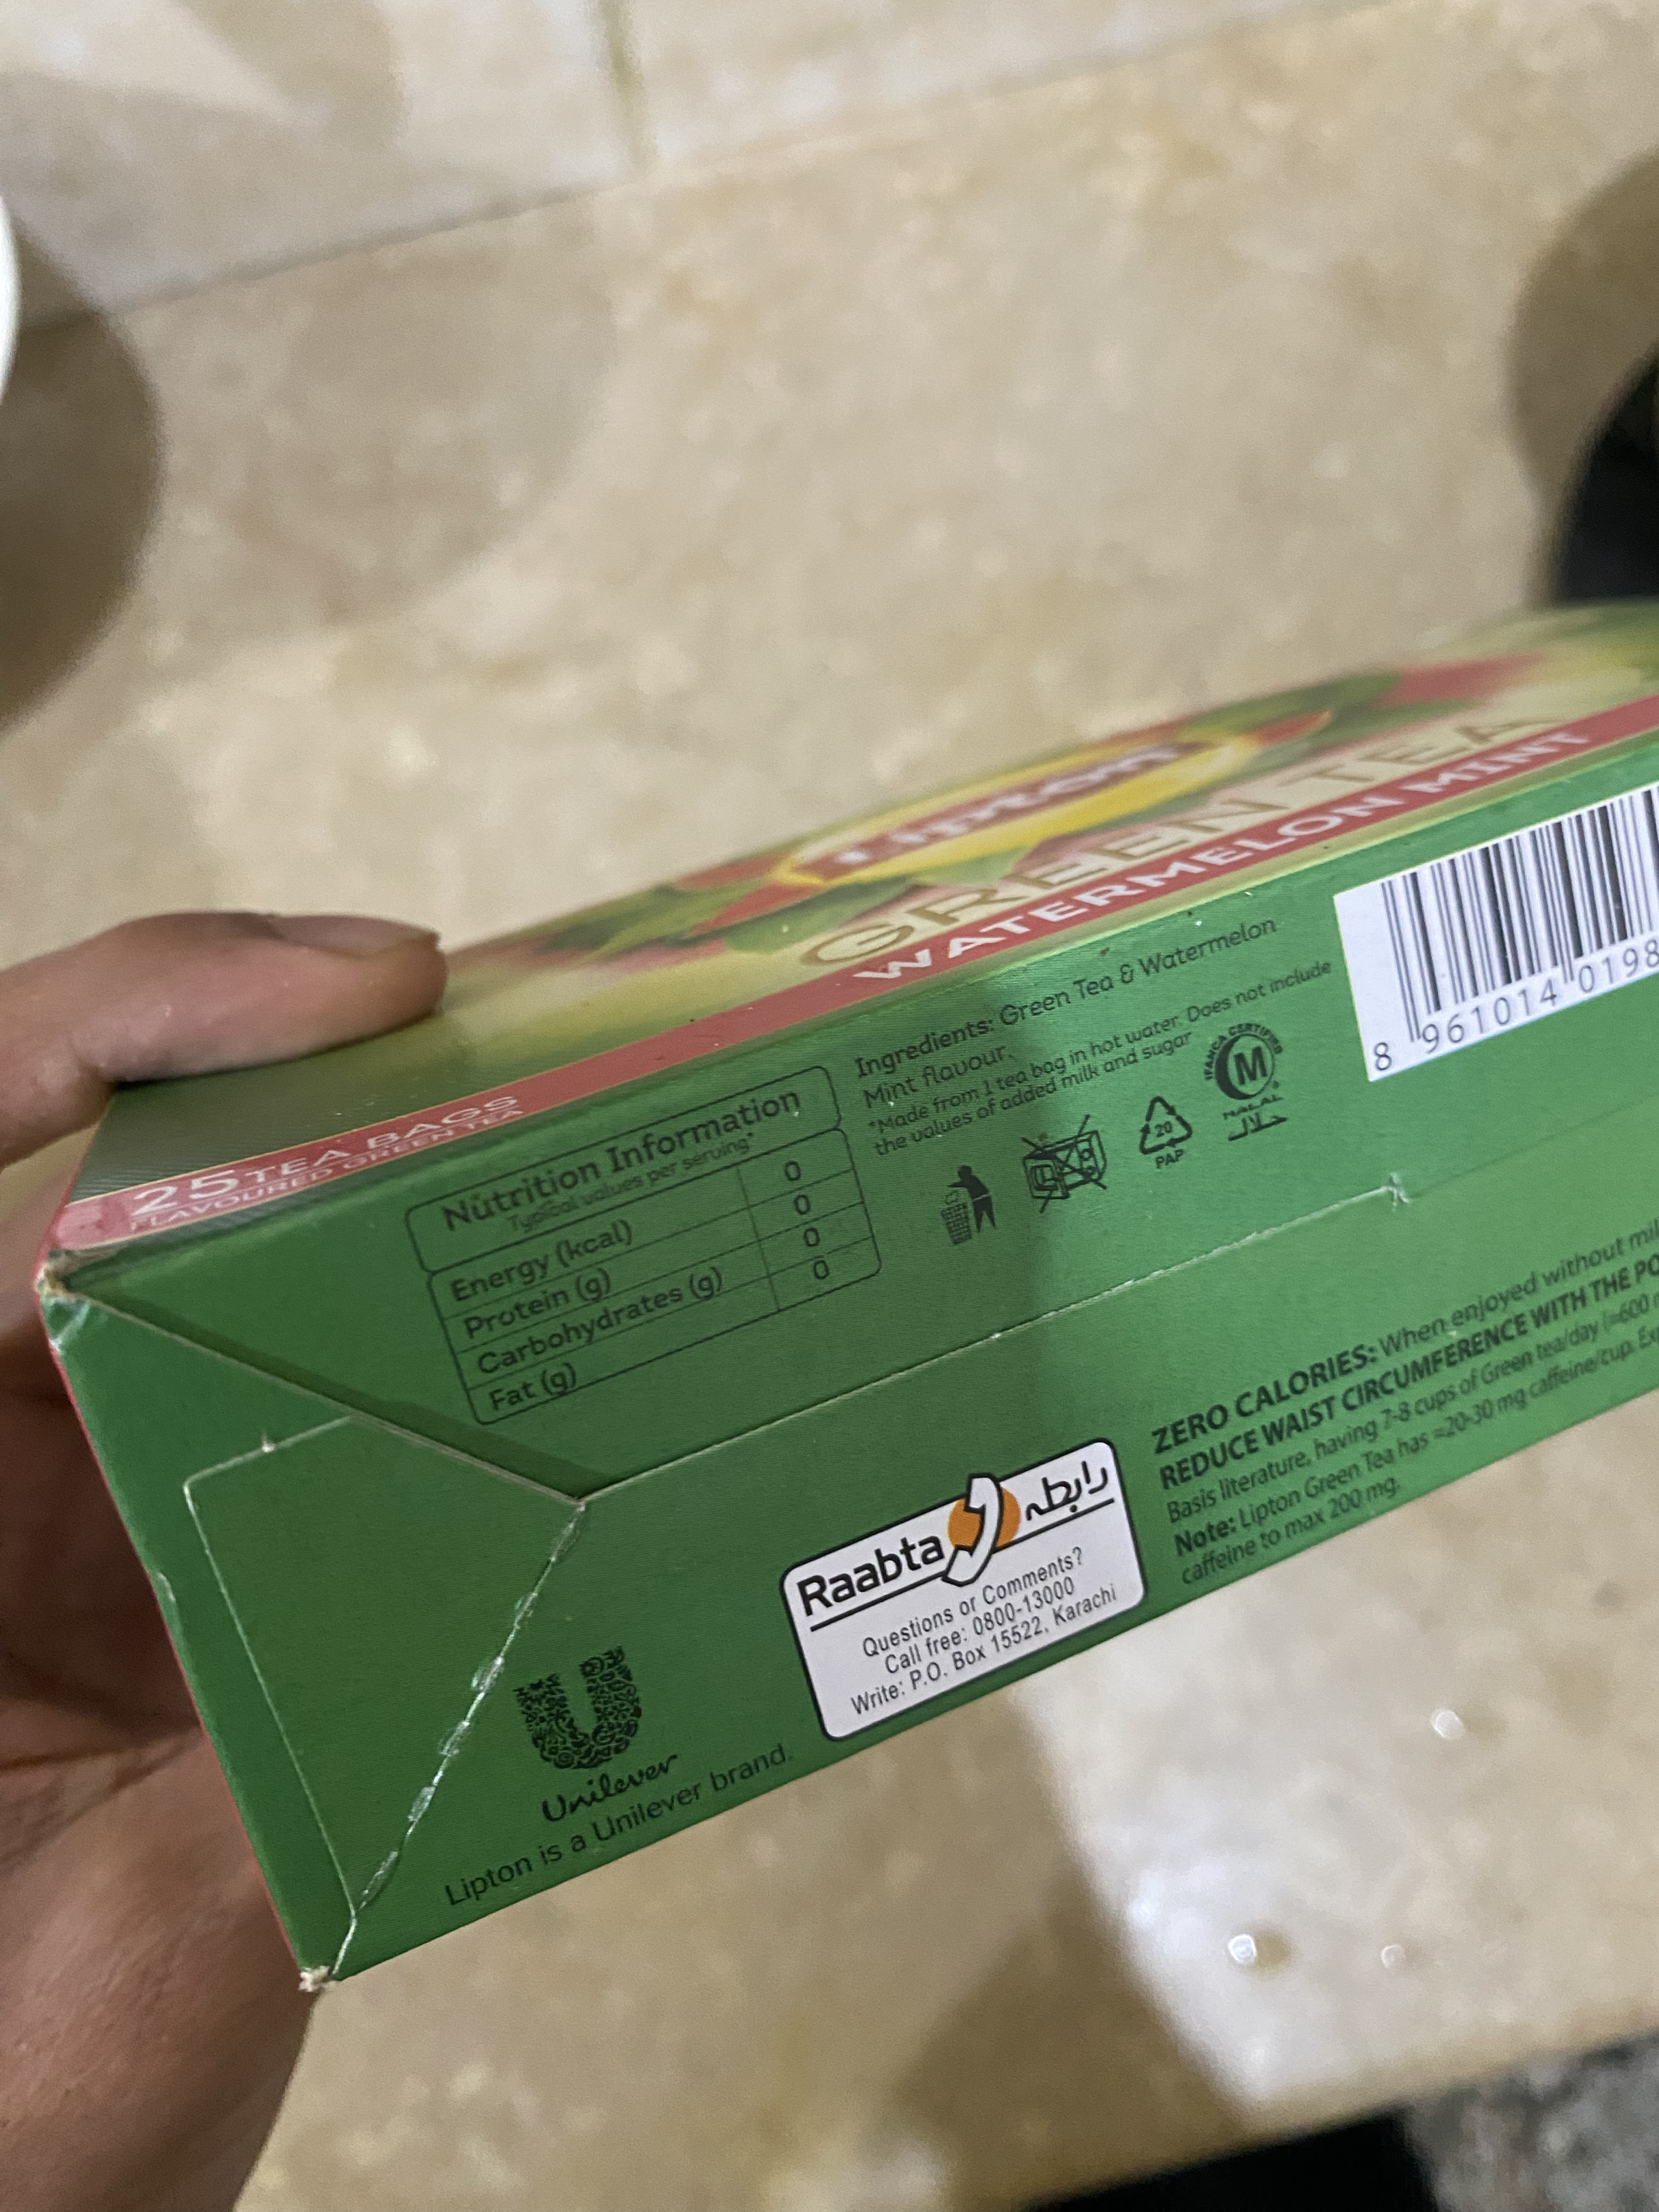 Lipton
GREEN TEA
WATERMELON MINT
25 TEA BAGS
FLAVOURED GREEN TEA
Nutrition Information
Typical values per serving*
Energy (kcal) 0
Protein (g) 0
Carbohydrates (g) 0
Fat (g) 0
Ingredients: Green Tea & Watermelon
Mint flavour.
*Made from 1 tea bag in hot water. Does not include
the values of added milk and sugar
20
PAP
IFANCA CERTIFIED
M
HALAL
حلال
8 961014 0198
ZERO CALORIES: When enjoyed without
REDUCE WAIST CIRCUMFERENCE WITH THE
Basis literature, having 7-8 cups of Green tea/day (=600
Note: Lipton Green Tea has =20-30 mg caffeine/cup.
caffeine to max 200 mg.
Raabta رابطہ
Questions or Comments?
Call free: 0800-13000
Write: P.O. Box 15522, Karachi
Unilever
Lipton is a Unilever brand.